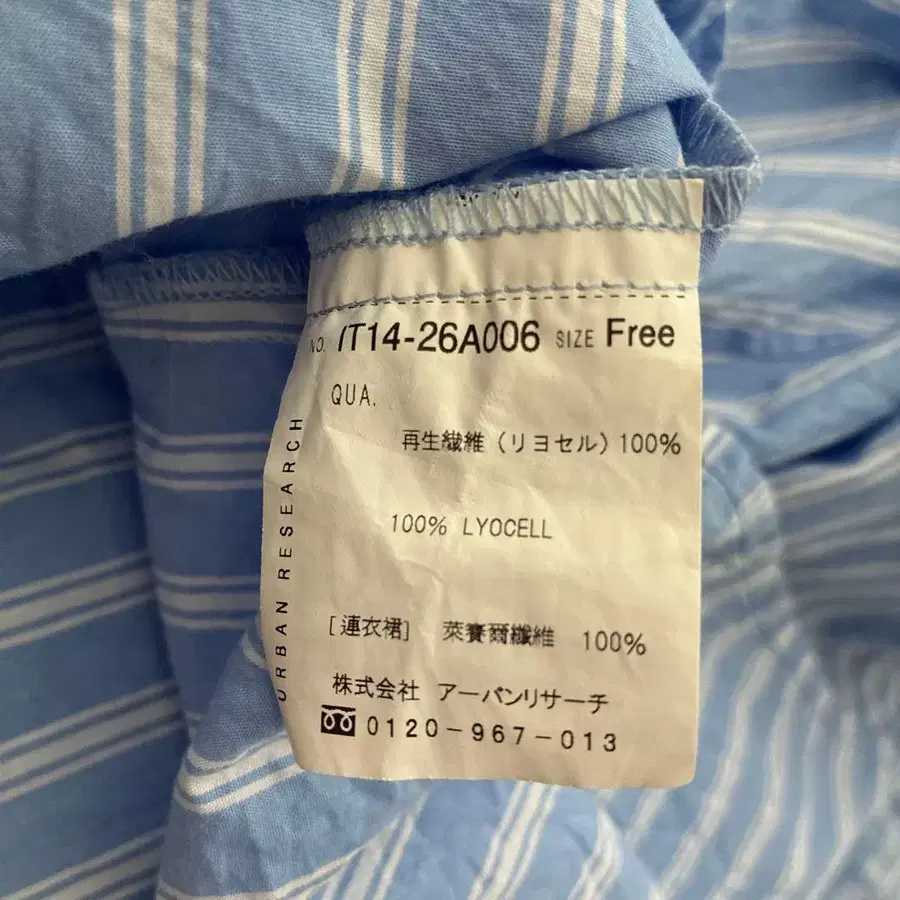 NO. IT14-26A006 SIZE Free
QUA.
再生繊維（リヨセル）100%
100% LYOCELL
[連衣裙] 萊賽爾纖維 100%
株式会社 アーバンリサーチ
0120-967-013
URBAN RESEARCH